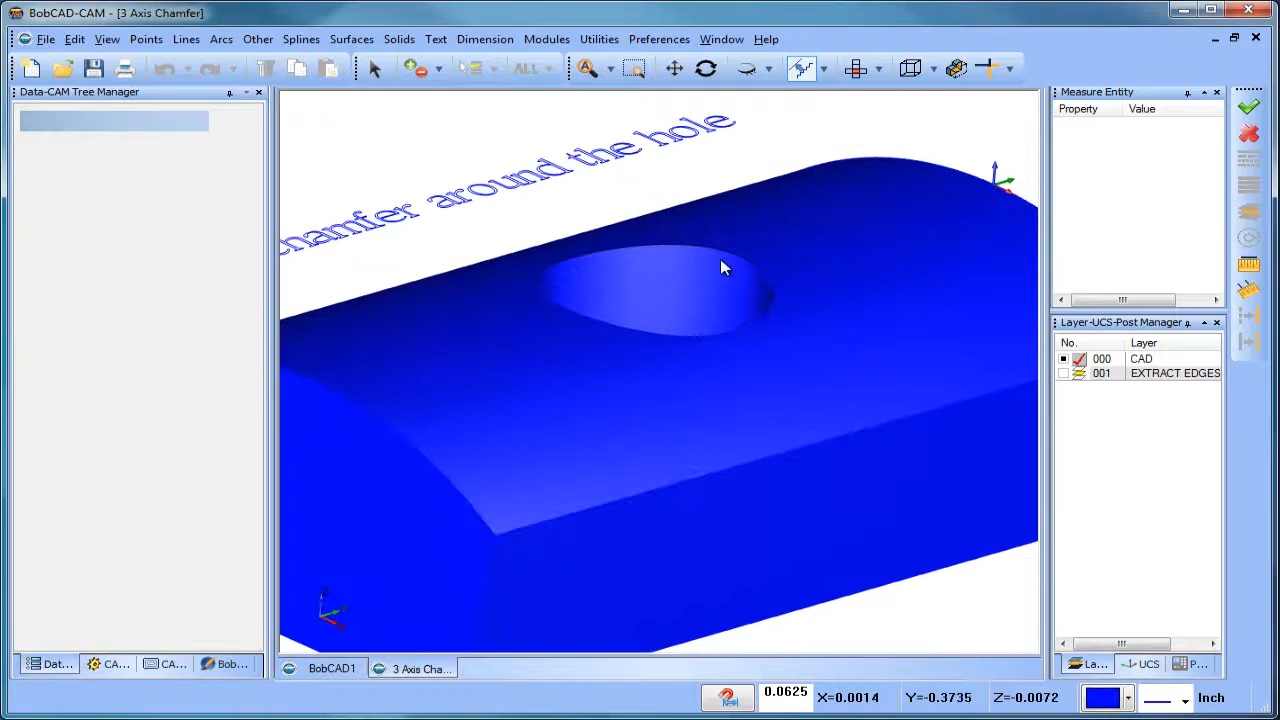 BobCAD-CAM - [3 Axis Chamfer]
File Edit View Points Lines Arcs Other Splines Surfaces Solids Text Dimension Modules Utilities Preferences Window Help
ALL
Data-CAM Tree Manager
Measure Entity
Property Value
chamfer around the hole
Layer-UCS-Post Manager
No. Layer
000 CAD
001 EXTRACT EDGES
Dat... CA... CA... Bob...
BobCAD1 3 Axis Cha...
La... UCS P...
0.0625 X=0.0014 Y=-0.3735 Z=-0.0072 Inch